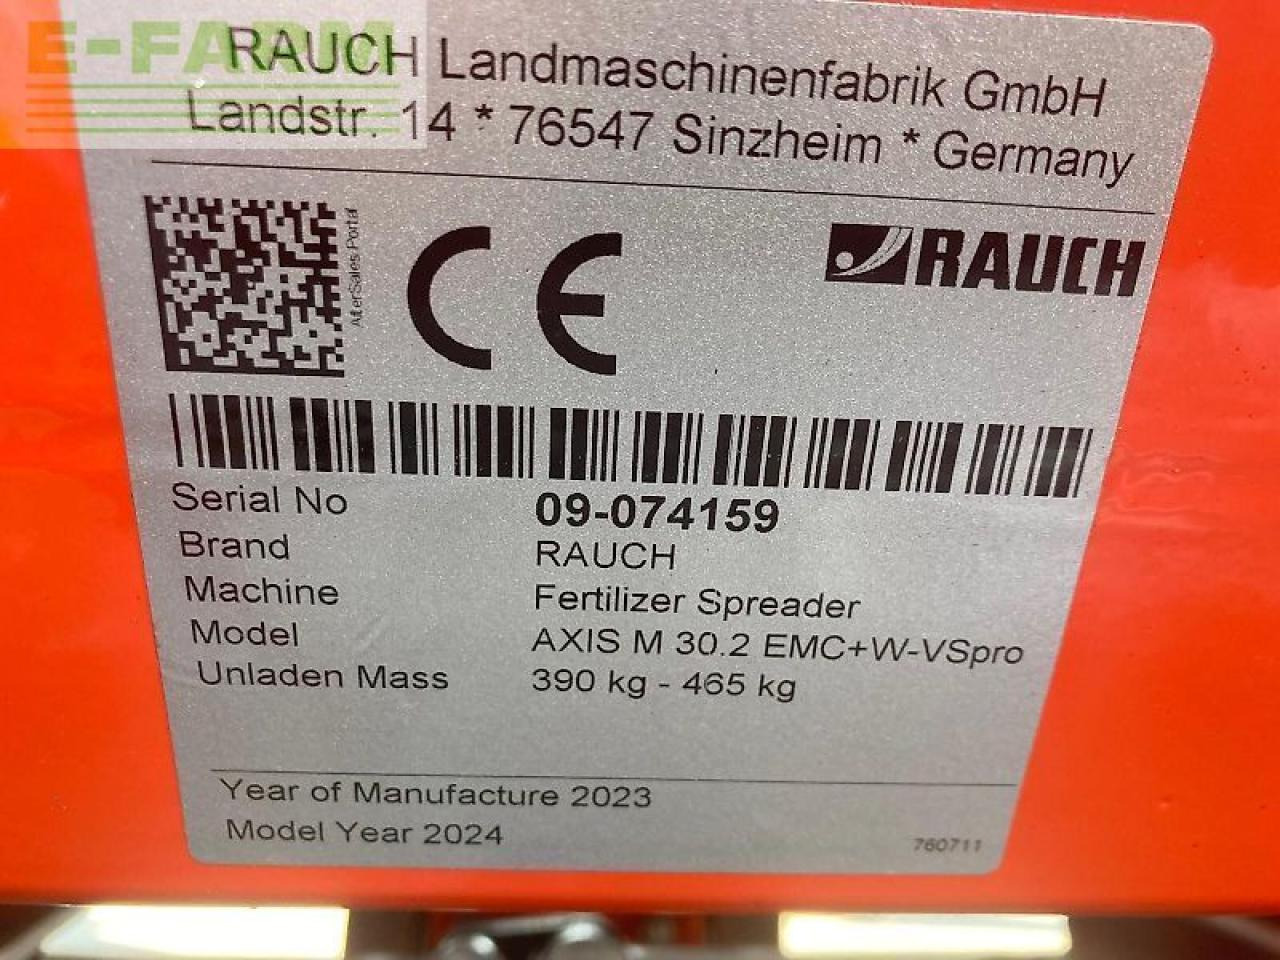 E-FARM
RAUCH Landmaschinenfabrik GmbH
Landstr. 14 * 76547 Sinzheim * Germany
AfterSales Portal
CE
RAUCH
Serial No 09-074159
Brand RAUCH
Machine Fertilizer Spreader
Model AXIS M 30.2 EMC+W-VSpro
Unladen Mass 390 kg - 465 kg
Year of Manufacture 2023
Model Year 2024
760711